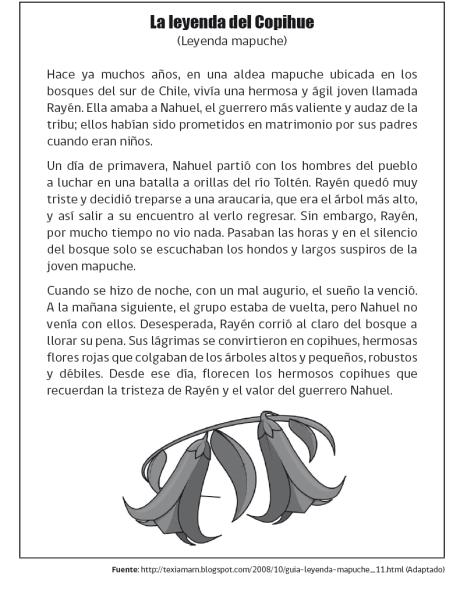 La leyenda del Copihue
(Leyenda mapuche)
Hace ya muchos años, en una aldea mapuche ubicada en los
bosques del sur de Chile, vivía una hermosa y ágil joven llamada
Rayén. Ella amaba a Nahuel, el guerrero más valiente y audaz de la
tribu; ellos habían sido prometidos en matrimonio por sus padres
cuando eran niños.
Un día de primavera, Nahuel partió con los hombres del pueblo
a luchar en una batalla a orillas del río Toltén. Rayén quedó muy
triste y decidió treparse a una araucaria, que era el árbol más alto,
y así salir a su encuentro al verlo regresar. Sin embargo, Rayén,
por mucho tiempo no vio nada. Pasaban las horas y en el silencio
del bosque solo se escuchaban los hondos y largos suspiros de la
joven mapuche.
Cuando se hizo de noche, con un mal augurio, el sueño la venció.
A la mañana siguiente, el grupo estaba de vuelta, pero Nahuel no
venía con ellos. Desesperada, Rayén corrió al claro del bosque a
llorar su pena. Sus lágrimas se convirtieron en copihues, hermosas
flores rojas que colgaban de los árboles altos y pequeños, robustos
y débiles. Desde ese día, florecen los hermosos copihues que
recuerdan la tristeza de Rayén y el valor del guerrero Nahuel.
Fuente: http://texiamarn.blogspot.com/2008/10/guia-leyenda-mapuche_11.html (Adaptado)